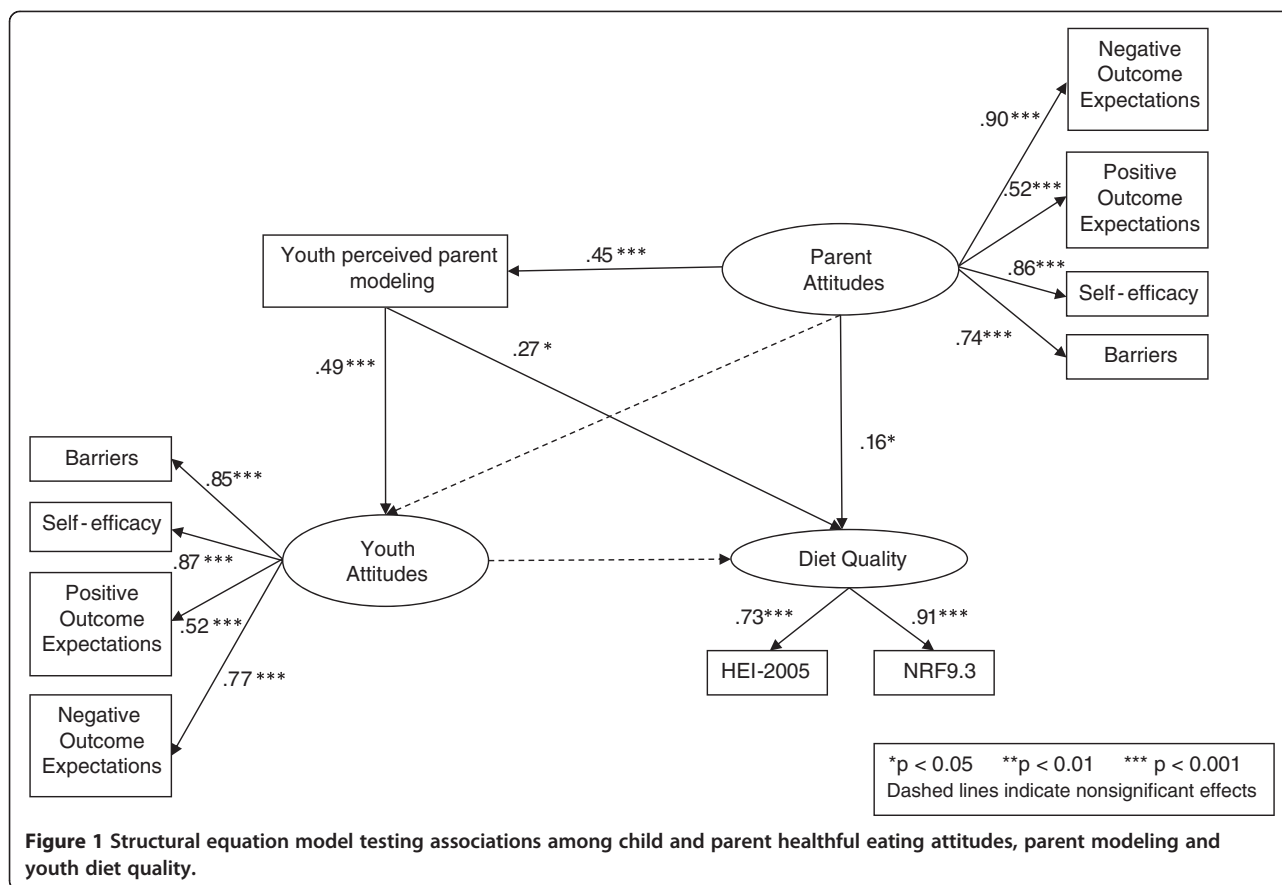 Negative
Outcome
Expectations
.90***
Positive
Outcome
Expectations
.52***
Youth perceived parent
modeling
.45 ***
Parent
Attitudes
.86***
Self-efficacy
.74***
Barriers
.49***
.27 *
.16*
Barriers
.85***
Self-efficacy
.87 ***
Youth
Attitudes
Diet Quality
Positive
Outcome
Expectations
.52 ***
.73***
.91***
.77 ***
HEI-2005
NRF9.3
Negative
Outcome
Expectations
*p < 0.05 **p < 0.01 *** p < 0.001
Dashed lines indicate nonsignificant effects
Figure 1 Structural equation model testing associations among child and parent healthful eating attitudes, parent modeling and
youth diet quality.